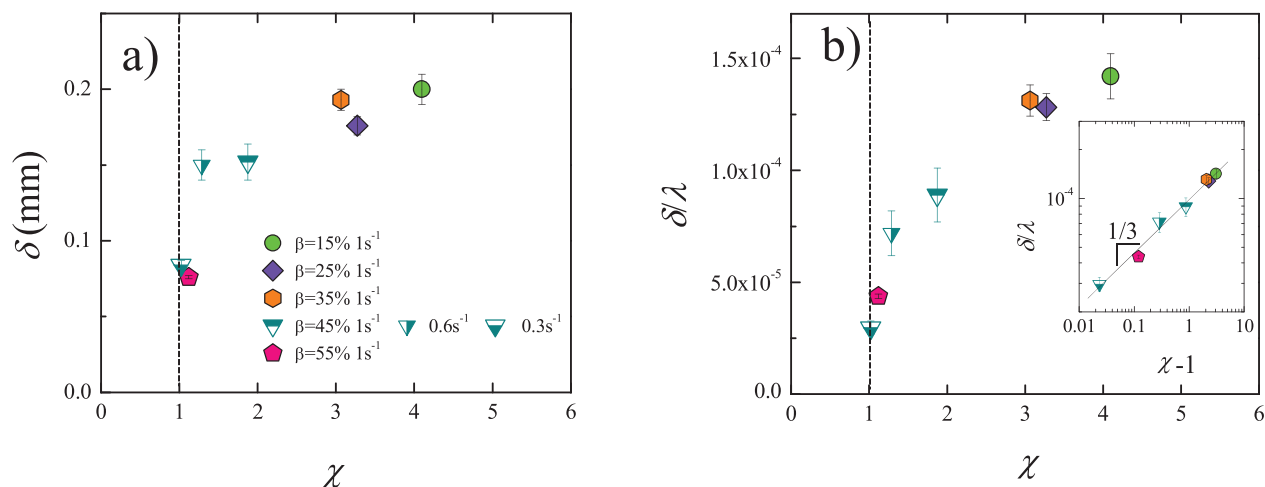 a)
δ (mm)
0.2
0.1
0.0
β=15% 1s⁻¹
β=25% 1s⁻¹
β=35% 1s⁻¹
β=45% 1s⁻¹ 0.6s⁻¹ 0.3s⁻¹
β=55% 1s⁻¹
0 1 2 3 4 5 6
χ
b)
δ/λ
1.5x10⁻⁴
1.0x10⁻⁴
5.0x10⁻⁵
0.0
0 1 2 3 4 5 6
χ
δ/λ
10⁻⁴
1/3
0.01 0.1 1 10
χ-1